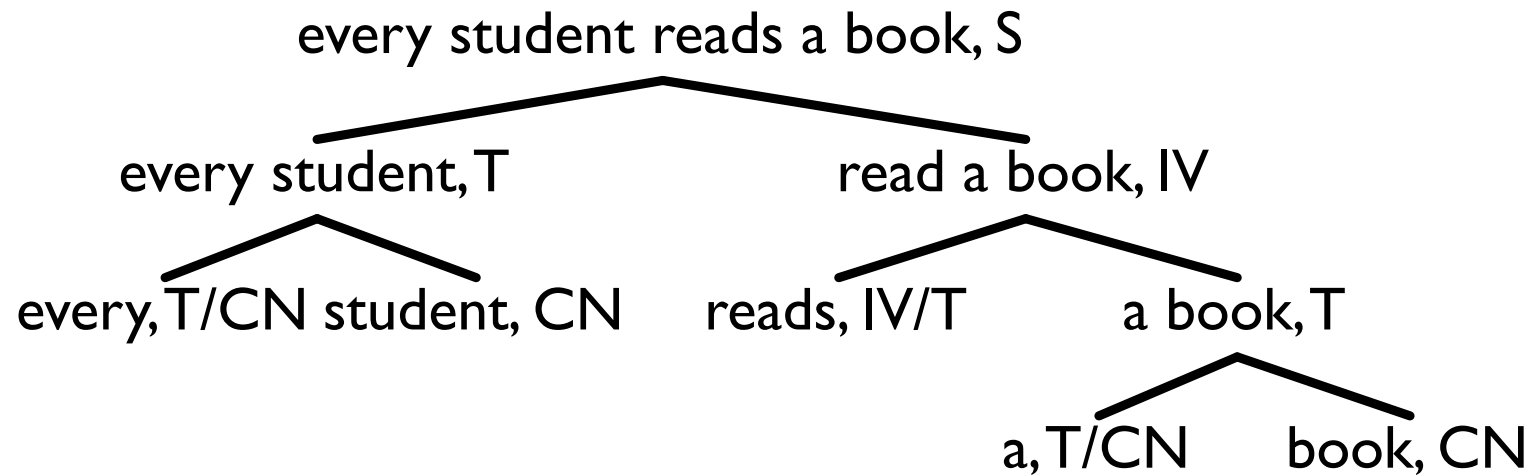 every student reads a book, S
every student, T read a book, IV
every, T/CN student, CN reads, IV/T a book, T
a, T/CN book, CN